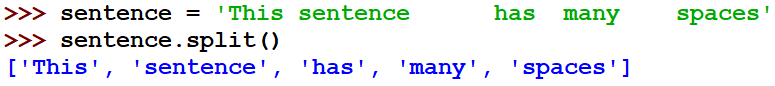 >>> sentence = 'This sentence      has  many    spaces'
>>> sentence.split()
['This', 'sentence', 'has', 'many', 'spaces']